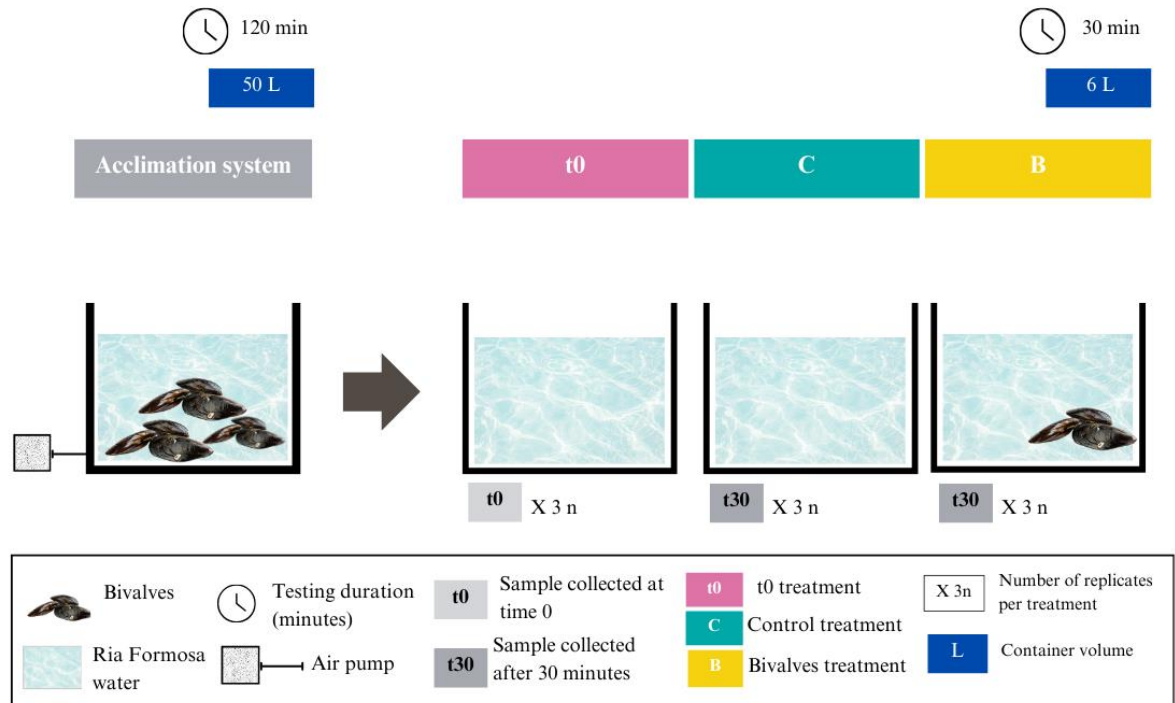 120 min
30 min
50 L
6 L
Acclimation system
t0
C
B
t0
X 3 n
t30
X 3 n
t30
X 3 n
Bivalves
Testing duration
(minutes)
t0
Sample collected at
time 0
t0
t0 treatment
X 3n
Number of replicates
per treatment
C
Control treatment
Ria Formosa
water
Air pump
t30
Sample collected
after 30 minutes
B
Bivalves treatment
L
Container volume